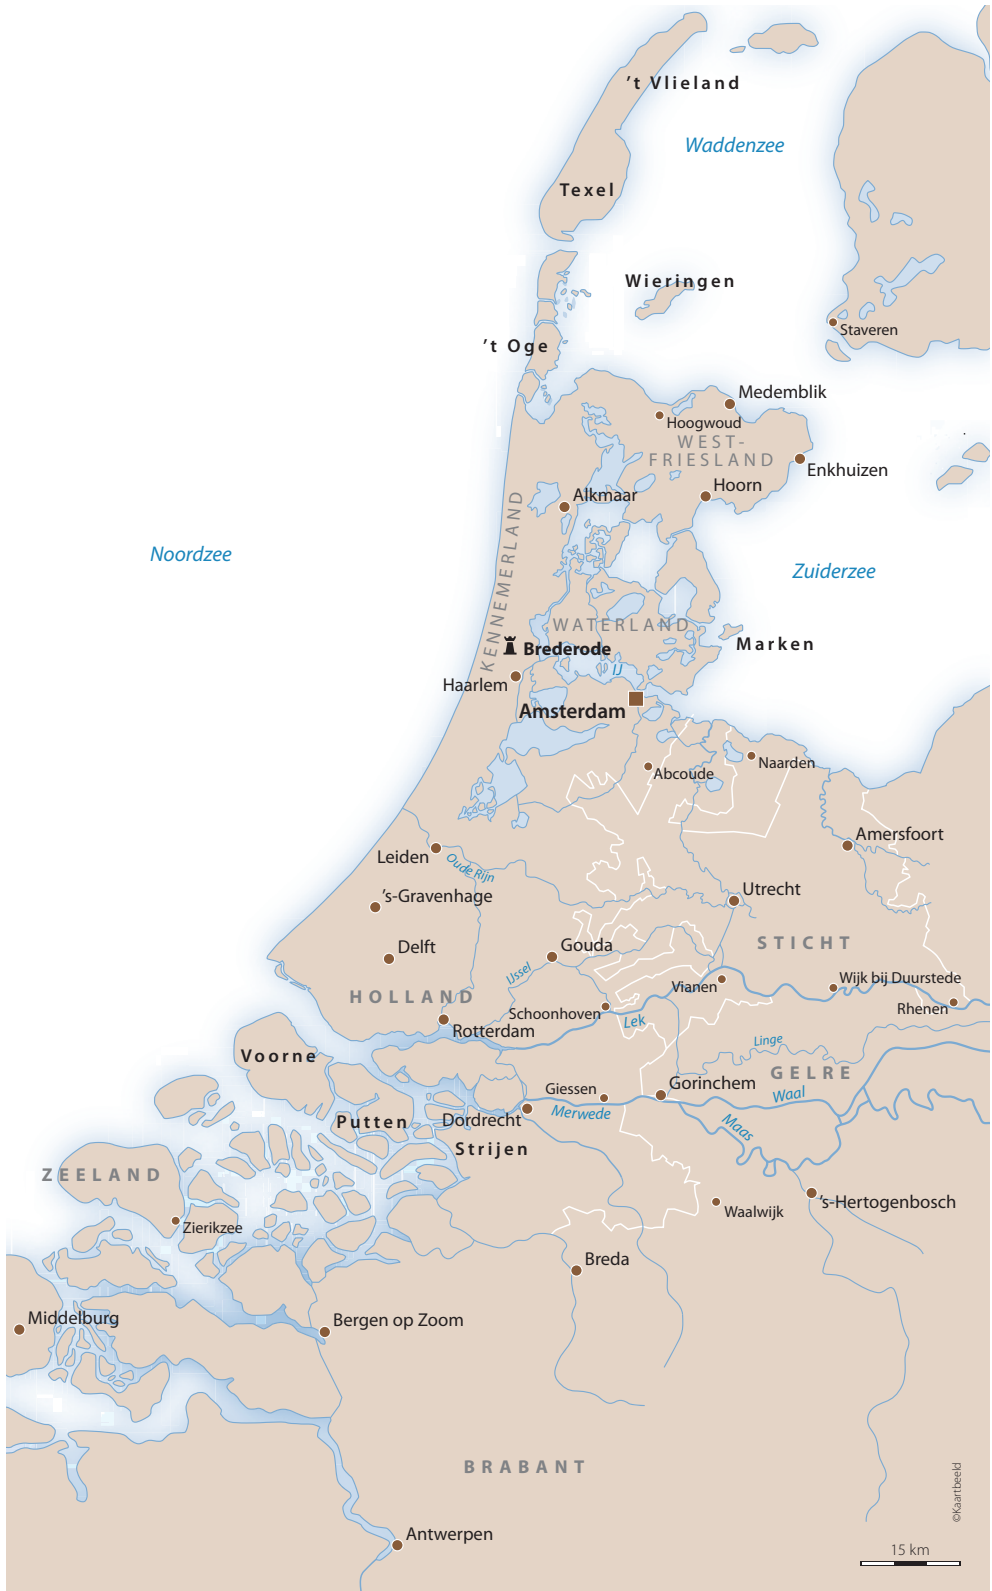 't Vlieland
Waddenzee
Texel
Wieringen
Staveren
't Oge
Medemblik
Hoogwoud
WEST-
FRIESLAND
Enkhuizen
Hoorn
Alkmaar
KENNEMERLAND
Noordzee
Zuiderzee
WATERLAND
Marken
Brederode
IJ
Haarlem
Amsterdam
Naarden
Abcoude
Amersfoort
Leiden
Oude Rijn
's-Gravenhage
Utrecht
Delft
Gouda
STICHT
IJssel
Vianen
Wijk bij Duurstede
HOLLAND
Rhenen
Schoonhoven
Lek
Rotterdam
Linge
Voorne
GELRE
Giessen
Gorinchem
Waal
Merwede
Putten
Dordrecht
Maas
Strijen
ZEELAND
's-Hertogenbosch
Waalwijk
Zierikzee
Breda
Middelburg
Bergen op Zoom
BRABANT
©Kaartbeeld
Antwerpen
15 km